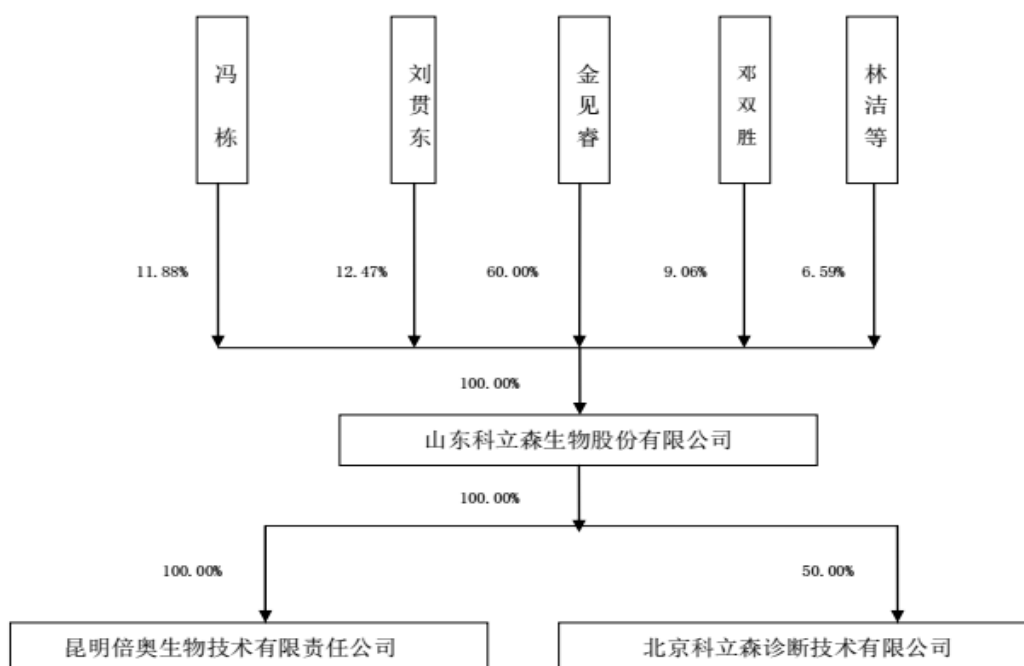 冯栋
刘贯东
金见睿
邓双胜
林洁等
11.88%
12.47%
60.00%
9.06%
6.59%
100.00%
山东科立森生物股份有限公司
100.00%
100.00%
50.00%
昆明倍奥生物技术有限责任公司
北京科立森诊断技术有限公司